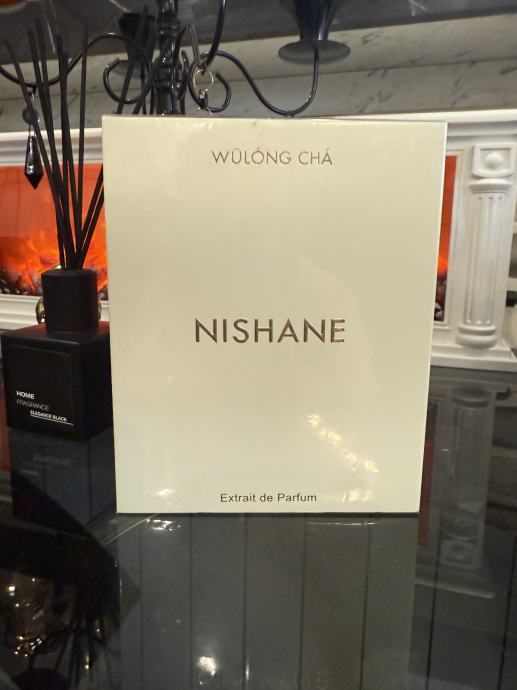 WŪLÓNG CHÁ
NISHANE
Extrait de Parfum
HOME
FRAGRANCE
ELEGANCE BLACK